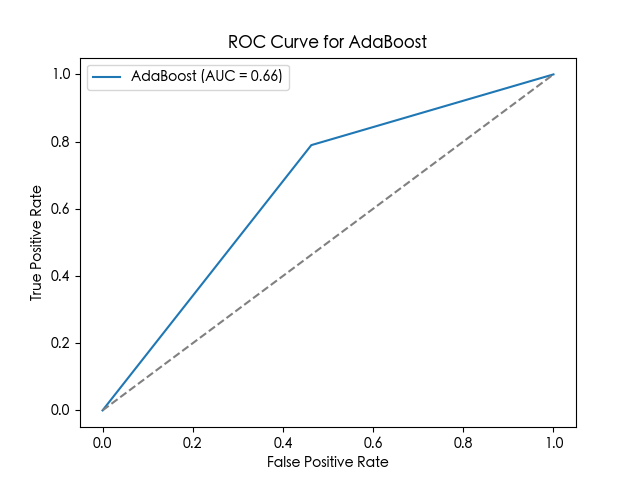 ROC Curve for AdaBoost
AdaBoost (AUC = 0.66)
True Positive Rate
1.0
0.8
0.6
0.4
0.2
0.0
0.0 0.2 0.4 0.6 0.8 1.0
False Positive Rate